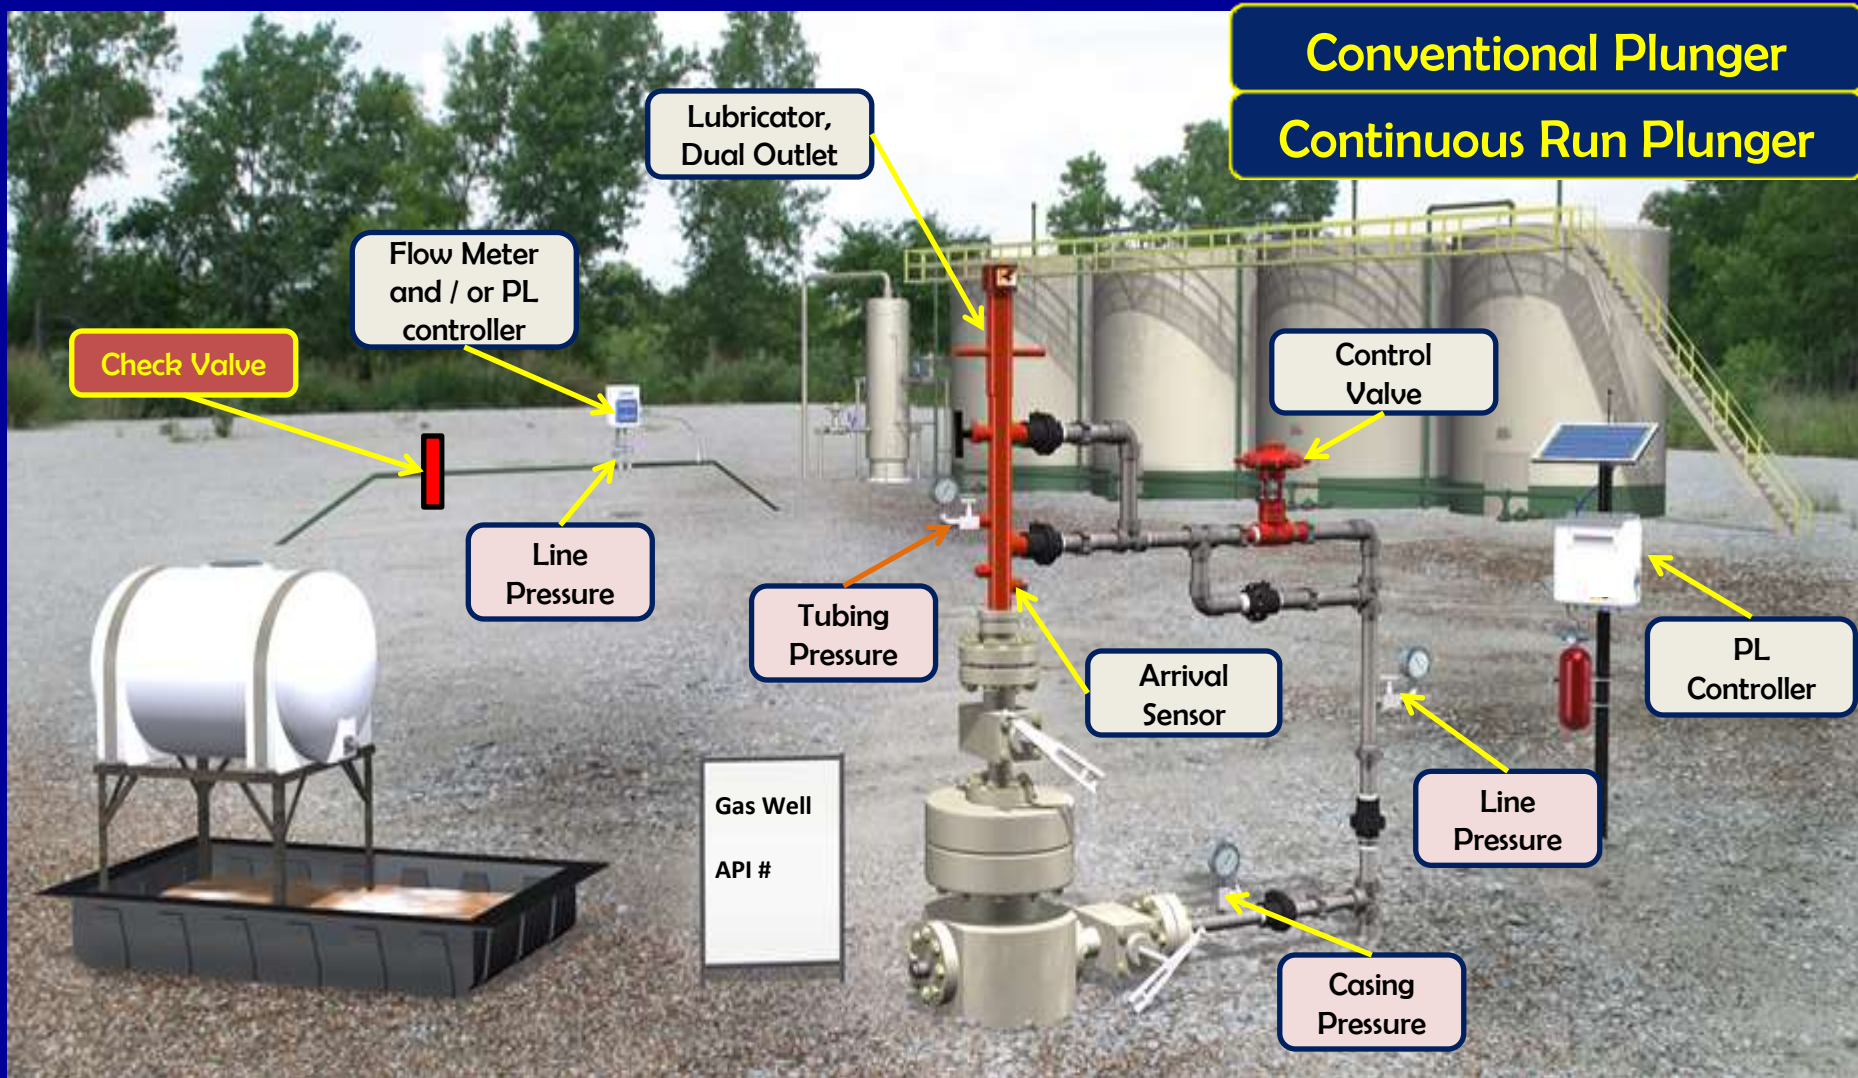 Conventional Plunger
Continuous Run Plunger
Lubricator,
Dual Outlet
Flow Meter
and / or PL
controller
Check Valve
Control
Valve
Line
Pressure
Tubing
Pressure
Arrival
Sensor
PL
Controller
Line
Pressure
Gas Well
API #
Casing
Pressure